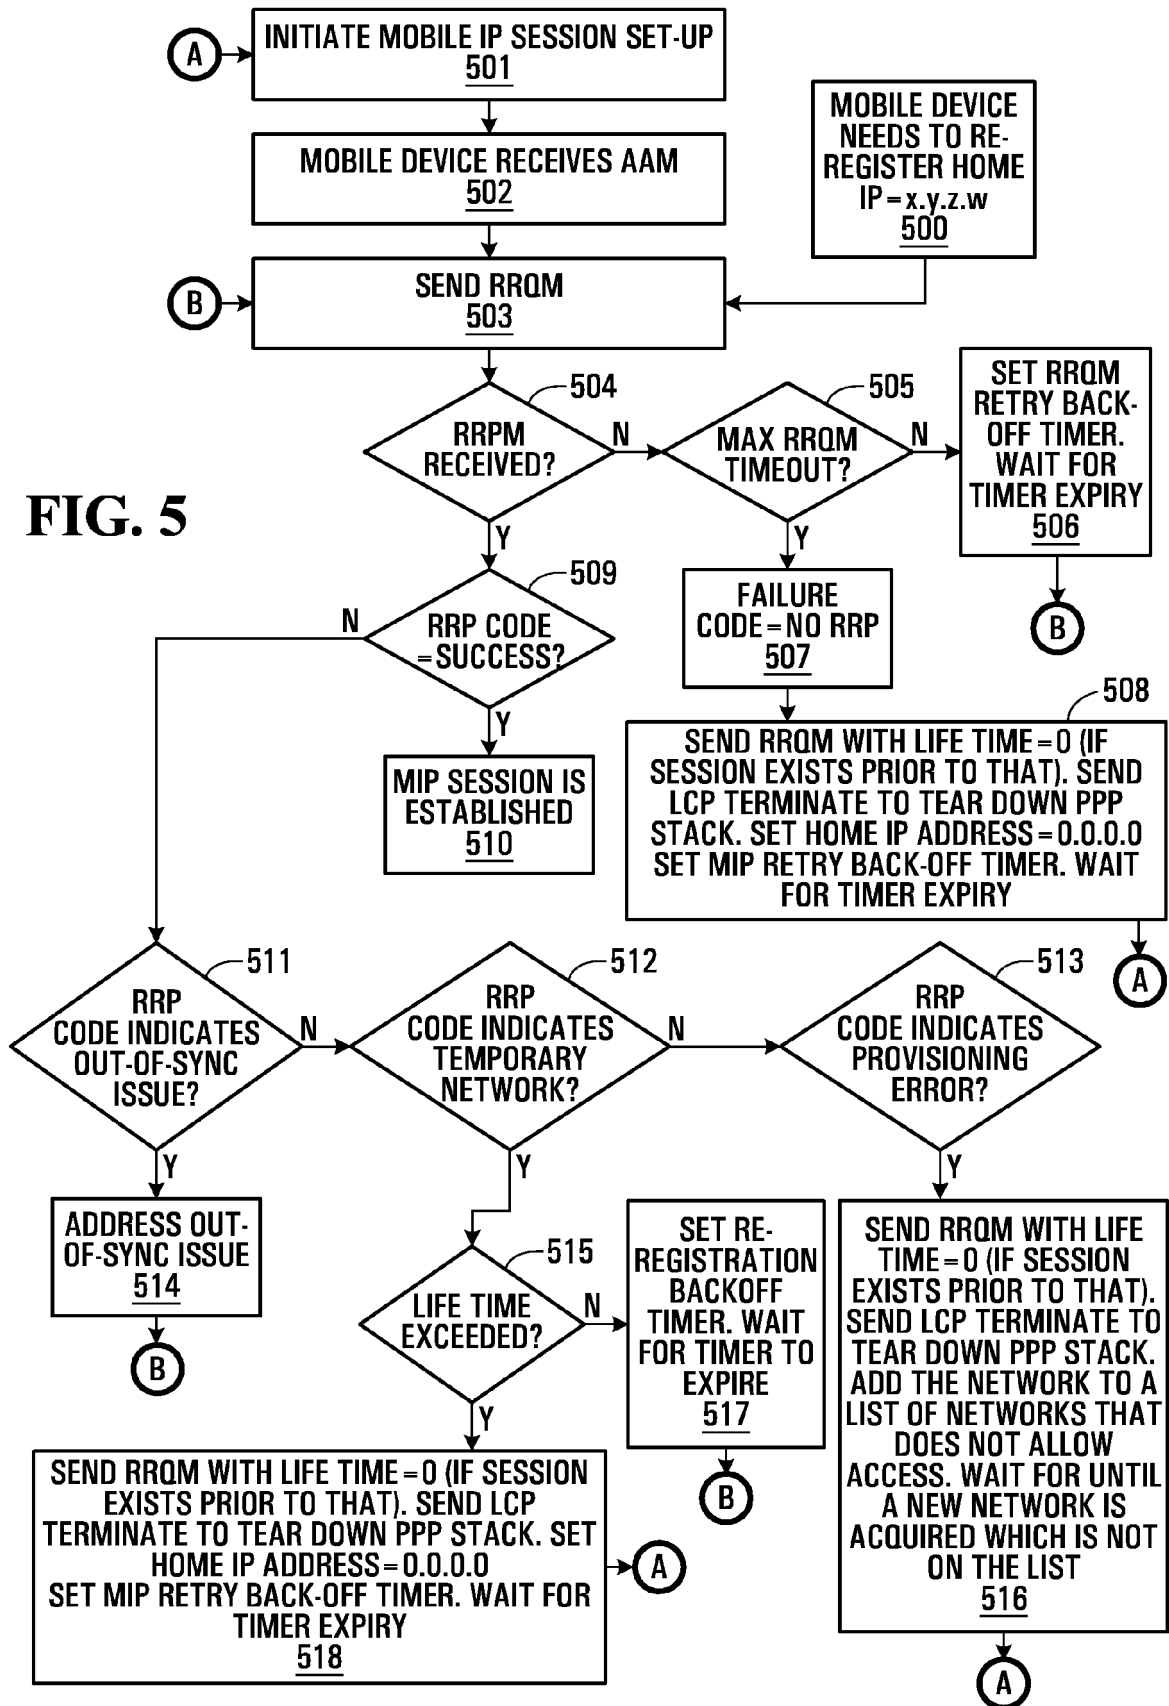 A
INITIATE MOBILE IP SESSION SET-UP
501
MOBILE DEVICE
NEEDS TO RE-
REGISTER HOME
IP=x.y.z.w
500
MOBILE DEVICE RECEIVES AAM
502
B
SEND RRQM
503
504
RRPM
RECEIVED?
N
Y
505
MAX RRQM
TIMEOUT?
N
Y
SET RRQM
RETRY BACK-
OFF TIMER.
WAIT FOR
TIMER EXPIRY
506
B
FIG. 5
509
RRP CODE
=SUCCESS?
N
Y
FAILURE
CODE=NO RRP
507
508
SEND RRQM WITH LIFE TIME=0 (IF
SESSION EXISTS PRIOR TO THAT). SEND
LCP TERMINATE TO TEAR DOWN PPP
STACK. SET HOME IP ADDRESS=0.0.0.0
SET MIP RETRY BACK-OFF TIMER. WAIT
FOR TIMER EXPIRY
A
MIP SESSION IS
ESTABLISHED
510
511
RRP
CODE INDICATES
OUT-OF-SYNC
ISSUE?
N
Y
512
RRP
CODE INDICATES
TEMPORARY
NETWORK?
N
Y
513
RRP
CODE INDICATES
PROVISIONING
ERROR?
Y
ADDRESS OUT-
OF-SYNC ISSUE
514
B
515
LIFE TIME
EXCEEDED?
N
Y
SET RE-
REGISTRATION
BACKOFF
TIMER. WAIT
FOR TIMER TO
EXPIRE
517
B
SEND RRQM WITH LIFE
TIME=0 (IF SESSION
EXISTS PRIOR TO THAT).
SEND LCP TERMINATE TO
TEAR DOWN PPP STACK.
ADD THE NETWORK TO A
LIST OF NETWORKS THAT
DOES NOT ALLOW
ACCESS. WAIT FOR UNTIL
A NEW NETWORK IS
ACQUIRED WHICH IS NOT
ON THE LIST
516
A
SEND RRQM WITH LIFE TIME=0 (IF SESSION
EXISTS PRIOR TO THAT). SEND LCP
TERMINATE TO TEAR DOWN PPP STACK. SET
HOME IP ADDRESS=0.0.0.0
SET MIP RETRY BACK-OFF TIMER. WAIT FOR
TIMER EXPIRY
518
A